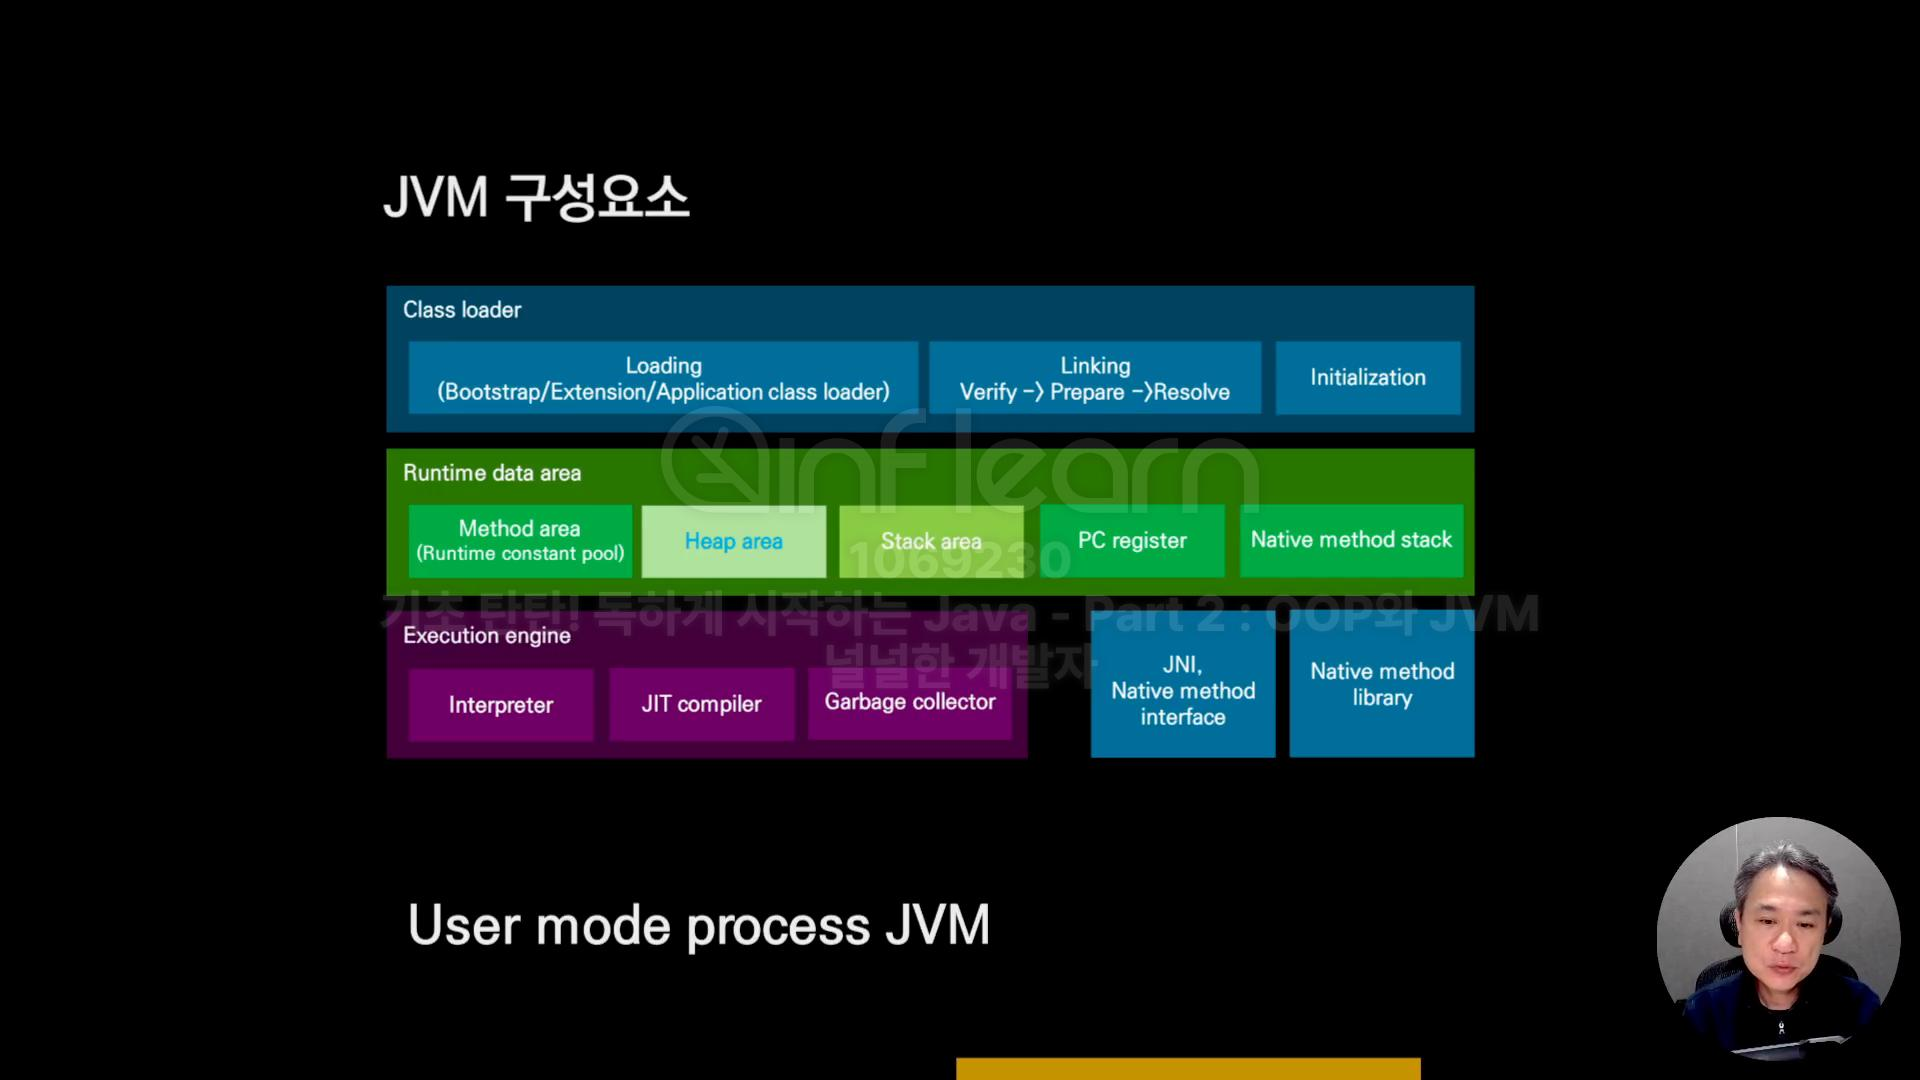 JVM 구성요소
Class loader
Loading
(Bootstrap/Extension/Application class loader)
Linking
Verify -> Prepare ->Resolve
Initialization
Runtime data area
Method area
(Runtime constant pool)
Heap area
Stack area
PC register
Native method stack
inflearn
1069230
기초 탄탄! 독하게 시작하는 Java - Part 2 : OOP와 JVM
널널한 개발자
Execution engine
Interpreter
JIT compiler
Garbage collector
JNI,
Native method
interface
Native method
library
User mode process JVM